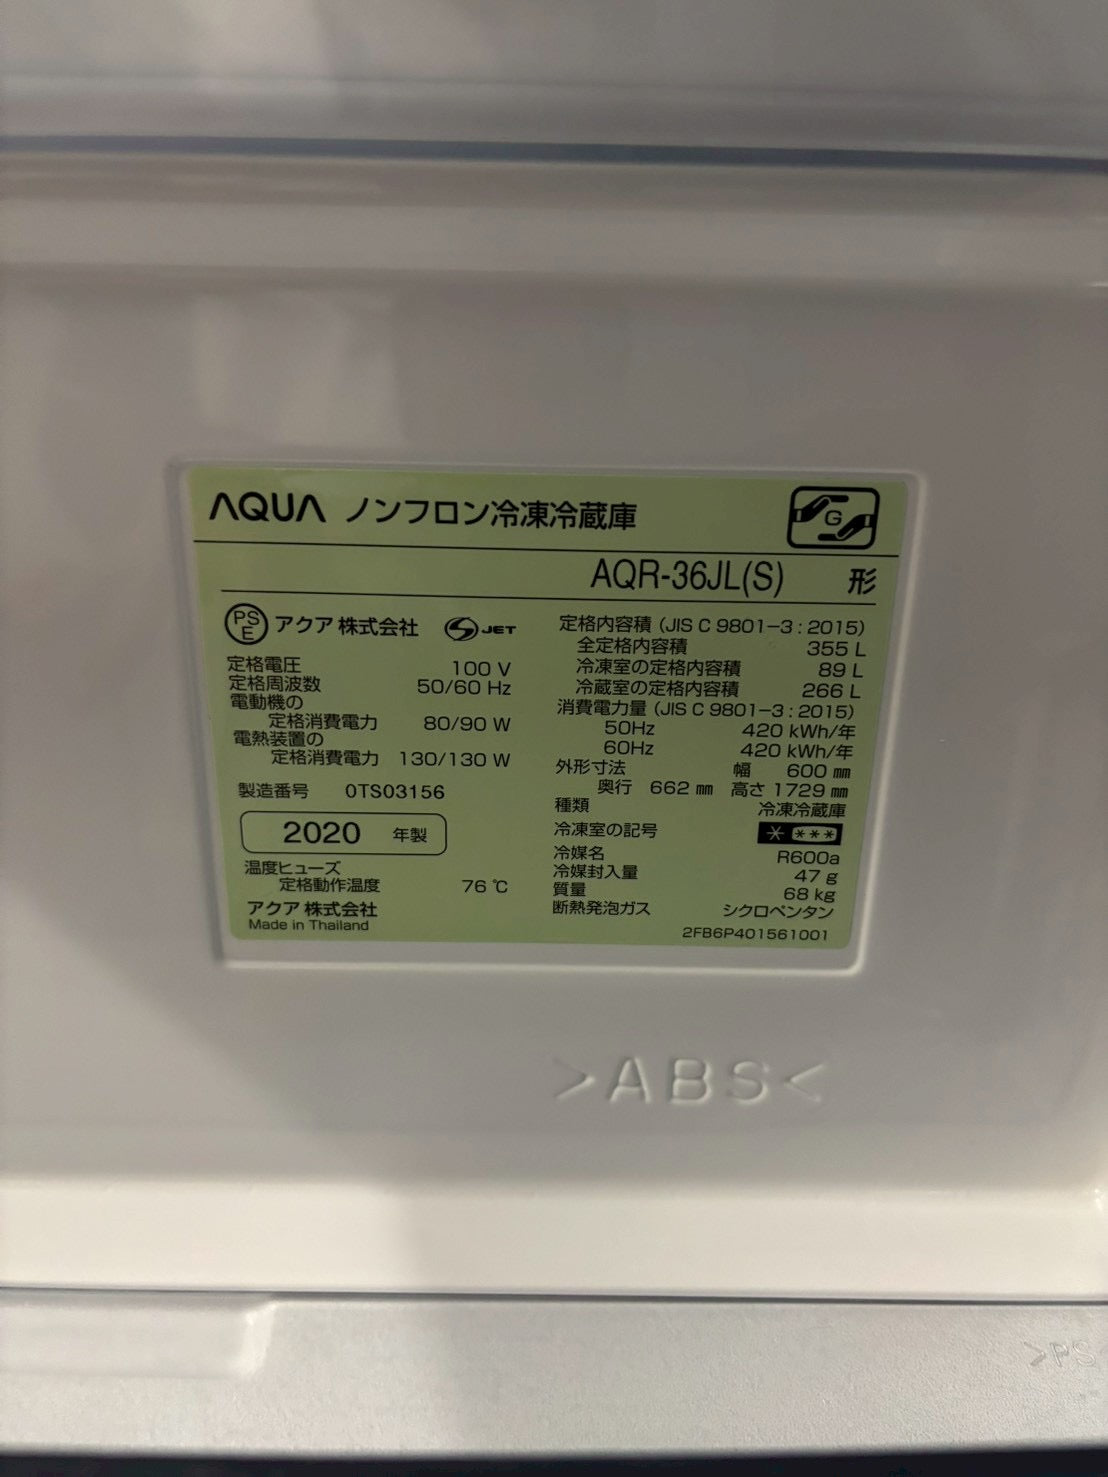 AQUA ノンフロン冷凍冷蔵庫
G
AQR-36JL(S) 形
PSE アクア 株式会社 S JET
定格電圧 100 V
定格周波数 50/60 Hz
電動機の
定格消費電力 80/90 W
電熱装置の
定格消費電力 130/130 W
製造番号 0TS03156
2020 年製
温度ヒューズ
定格動作温度 76 ℃
アクア 株式会社
Made in Thailand
定格内容積 (JIS C 9801-3 : 2015)
全定格内容積 355 L
冷凍室の定格内容積 89 L
冷蔵室の定格内容積 266 L
消費電力量 (JIS C 9801-3 : 2015)
50Hz 420 kWh/年
60Hz 420 kWh/年
外形寸法 幅 600 ㎜
奥行 662 ㎜ 高さ 1729 ㎜
種類 冷凍冷蔵庫
冷凍室の記号 * ***
冷媒名 R600a
冷媒封入量 47 g
質量 68 kg
断熱発泡ガス シクロペンタン
2FB6P401561001
>ABS<
>PS